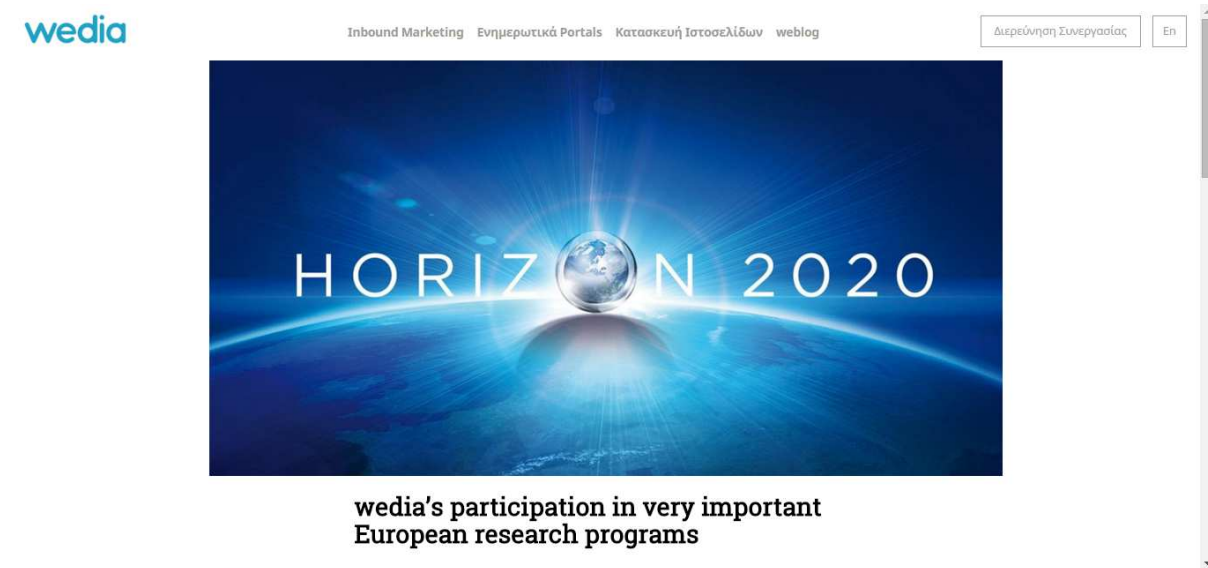 wedia
Inbound Marketing Ενημερωτικά Portals Κατασκευή Ιστοσελίδων weblog
Διερεύνηση Συνεργασίας
En
HORIZON 2020
wedia’s participation in very important
European research programs